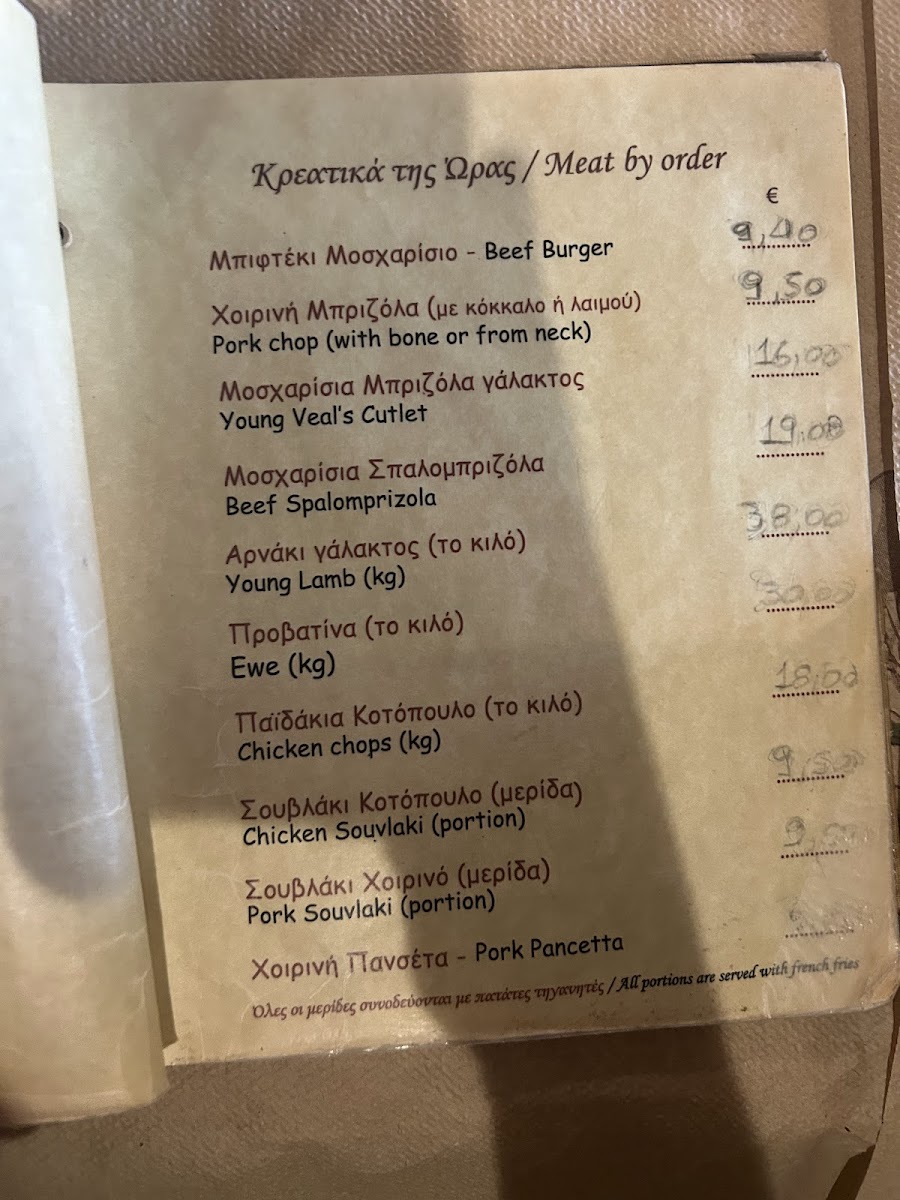 Κρεατικά της Ώρας / Meat by order
€
Μπιφτέκι Μοσχαρίσιο - Beef Burger 9,40
Χοιρινή Μπριζόλα (με κόκκαλο ή λαιμού) 9,50
Pork chop (with bone or from neck)
Μοσχαρίσια Μπριζόλα γάλακτος 16,00
Young Veal's Cutlet
Μοσχαρίσια Σπαλομπριζόλα 19,00
Beef Spalomprizola
Αρνάκι γάλακτος (το κιλό) 38,00
Young Lamb (kg)
Προβατίνα (το κιλό) 30,00
Ewe (kg)
Παϊδάκια Κοτόπουλο (το κιλό)
Chicken chops (kg)
Σουβλάκι Κοτόπουλο (μερίδα)
Chicken Souvlaki (portion)
Σουβλάκι Χοιρινό (μερίδα)
Pork Souvlaki (portion)
Χοιρινή Πανσέτα - Pork Pancetta
Όλες οι μερίδες συνοδεύονται με πατάτες τηγανητές / All portions are served with french fries